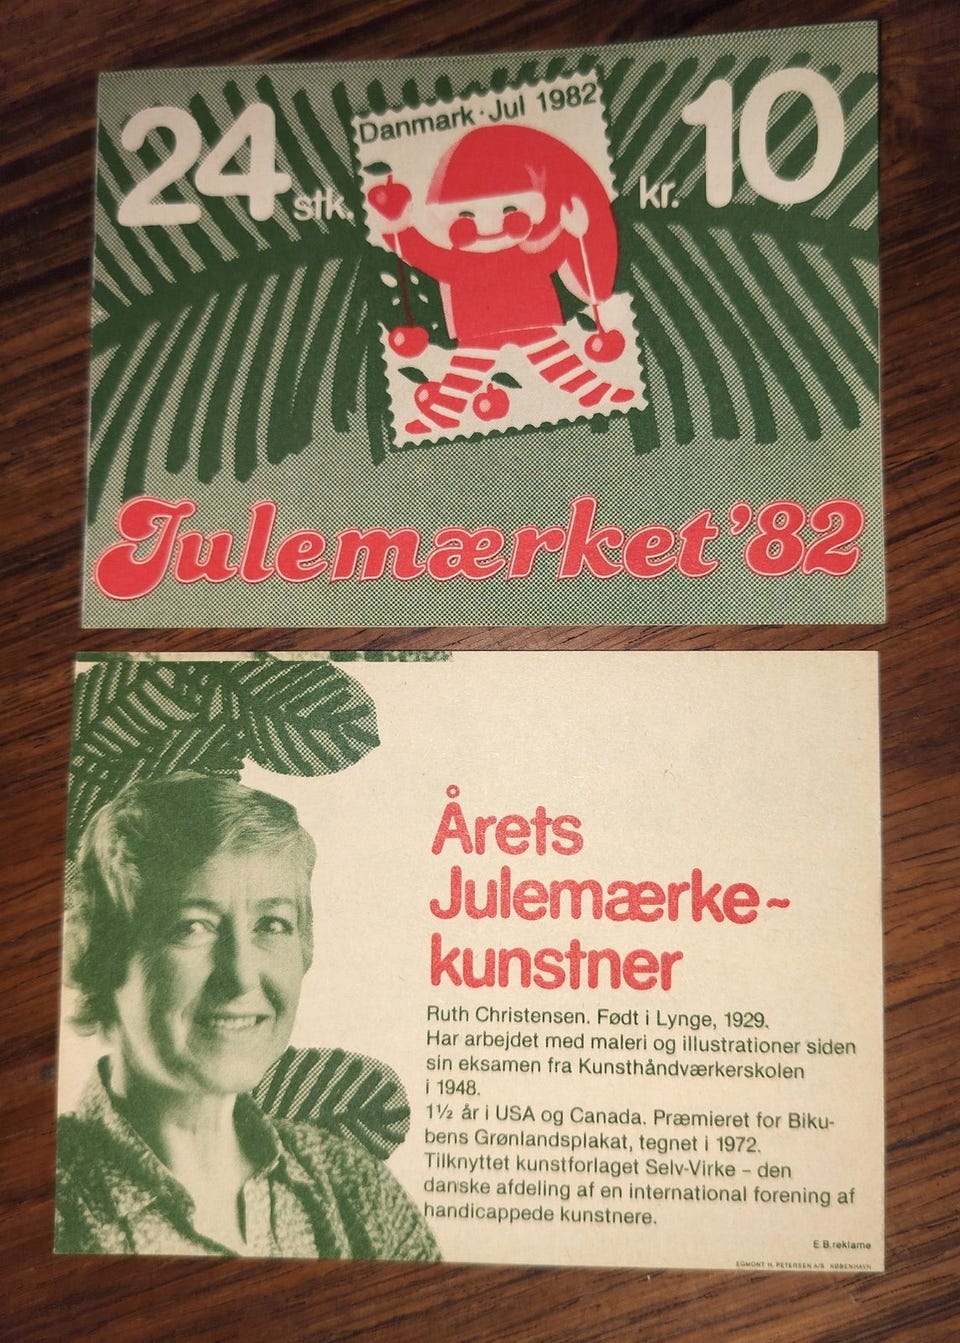 24 stk.
Danmark·Jul 1982
kr. 10
Julemærket '82
Årets
Julemærke-
kunstner
Ruth Christensen. Født i Lynge, 1929.
Har arbejdet med maleri og illustrationer siden
sin eksamen fra Kunsthåndværkerskolen
i 1948.
1½ år i USA og Canada. Præmieret for Biku-
bens Grønlandsplakat, tegnet i 1972.
Tilknyttet kunstforlaget Selv-Virke – den
danske afdeling af en international forening af
handicappede kunstnere.
E.B.reklame
EGMONT H. PETERSEN A/S KØBENHAVN